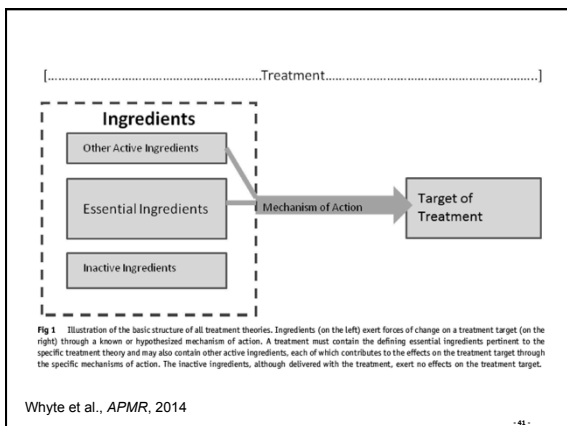 [………………………………………………Treatment………………………………………………]
Ingredients
Other Active Ingredients
Essential Ingredients
Inactive Ingredients
Mechanism of Action
Target of
Treatment
Fig 1 Illustration of the basic structure of all treatment theories. Ingredients (on the left) exert forces of change on a treatment target (on the
right) through a known or hypothesized mechanism of action. A treatment must contain the defining essential ingredients pertinent to the
specific treatment theory and may also contain other active ingredients, each of which contributes to the effects on the treatment target through
the specific mechanisms of action. The inactive ingredients, although delivered with the treatment, exert no effects on the treatment target.
Whyte et al., APMR, 2014
- 41 -